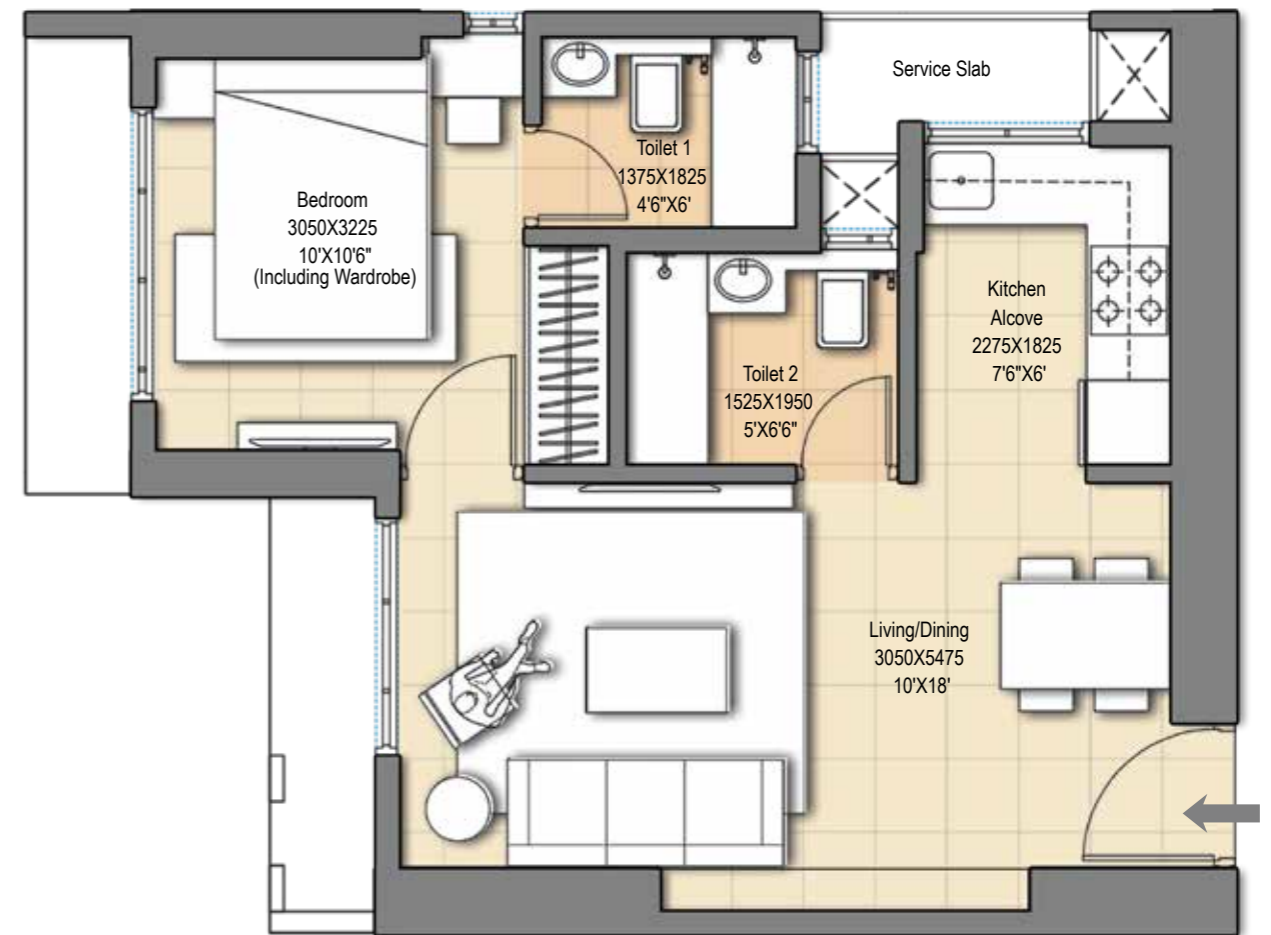 Service Slab
Toilet 1
1375X1825
4'6"X6'
Bedroom
3050X3225
10'X10'6"
(Including Wardrobe)
Kitchen
Alcove
2275X1825
7'6"X6'
Toilet 2
1525X1950
5'X6'6"
Living/Dining
3050X5475
10'X18'